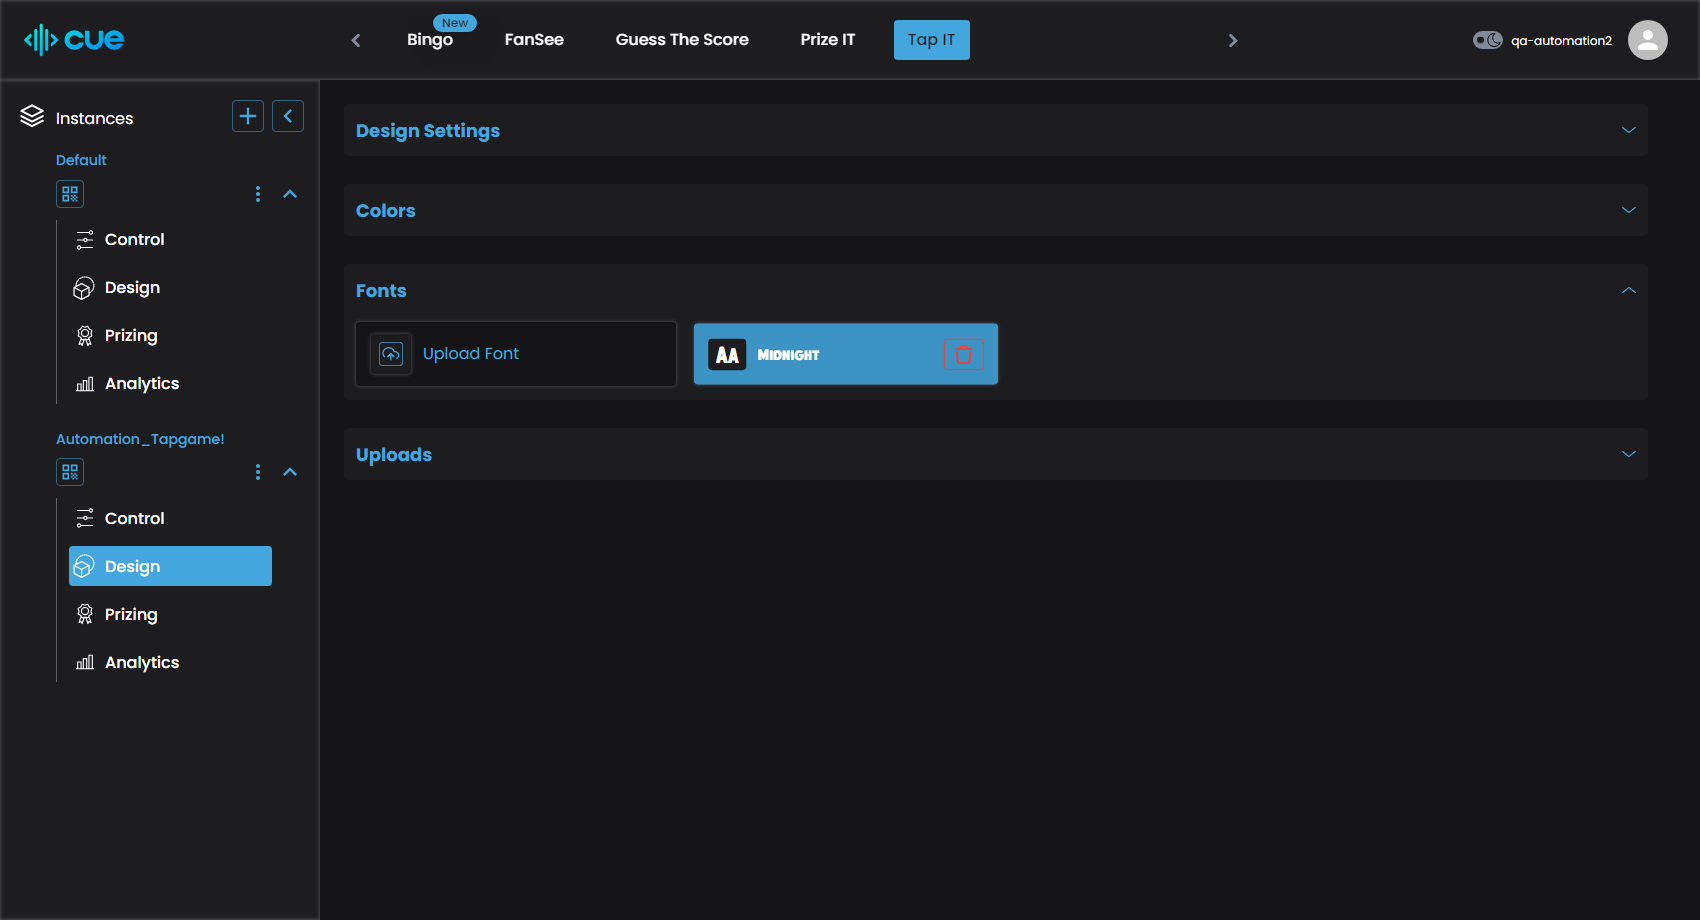 cue
New
Bingo
FanSee
Guess The Score
Prize IT
Tap IT
qa-automation2
Instances
Default
Control
Design
Prizing
Analytics
Automation_Tapgame!
Control
Design
Prizing
Analytics
Design Settings
Colors
Fonts
Upload Font
AA MIDNIGHT
Uploads